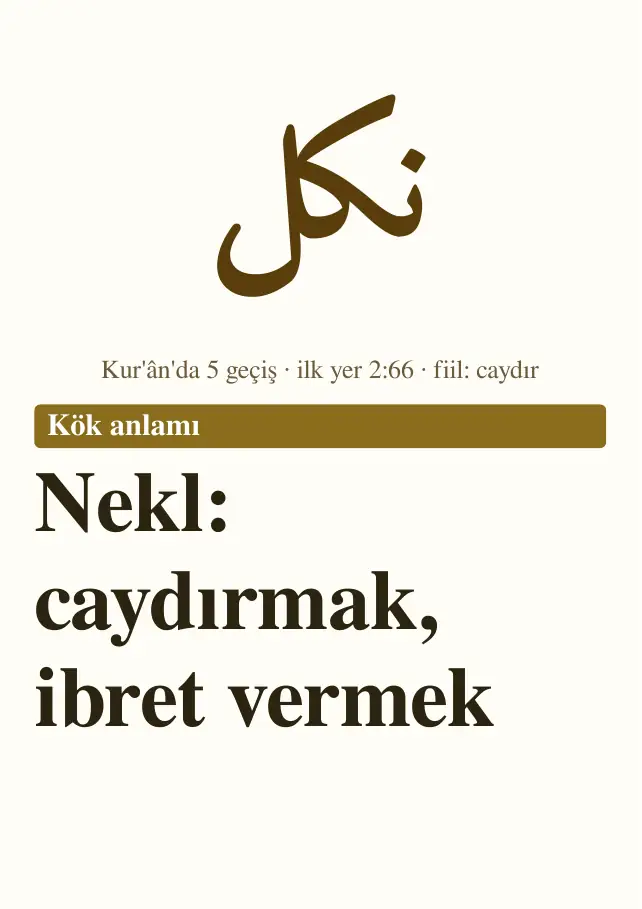 نكل
Kur'ân'da 5 geçiş · ilk yer 2:66 · fiil: caydır
Kök anlamı
Nekl:
caydırmak,
ibret vermek